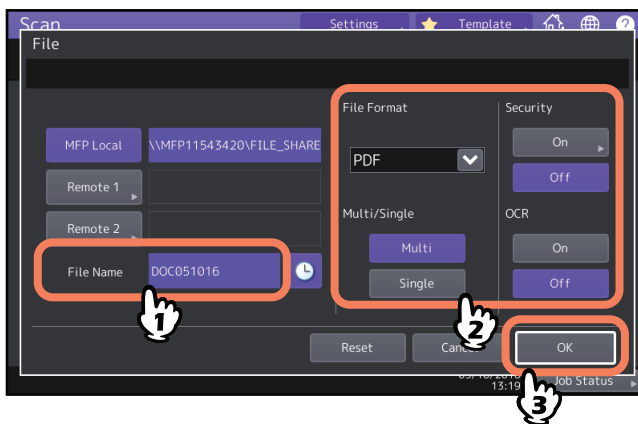 Scan Settings Template ?
File
File Format Security
MFP Local \\MFP11543420\FILE_SHARE On
PDF
Remote 1 Off
Multi/Single OCR
Remote 2
Multi On
File Name DOC051016
Single Off
1
2
Reset OK
13:19 Job Status
3